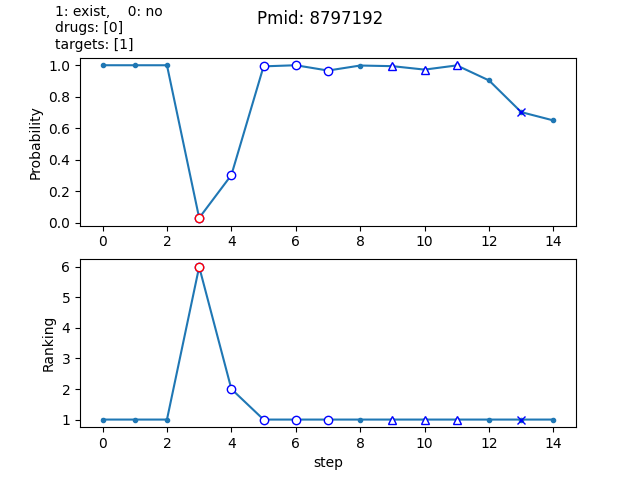 1: exist,    0: no
drugs: [0]
targets: [1]
Pmid: 8797192
Probability
1.0
0.8
0.6
0.4
0.2
0.0
0 2 4 6 8 10 12 14
Ranking
6
5
4
3
2
1
0 2 4 6 8 10 12 14
step